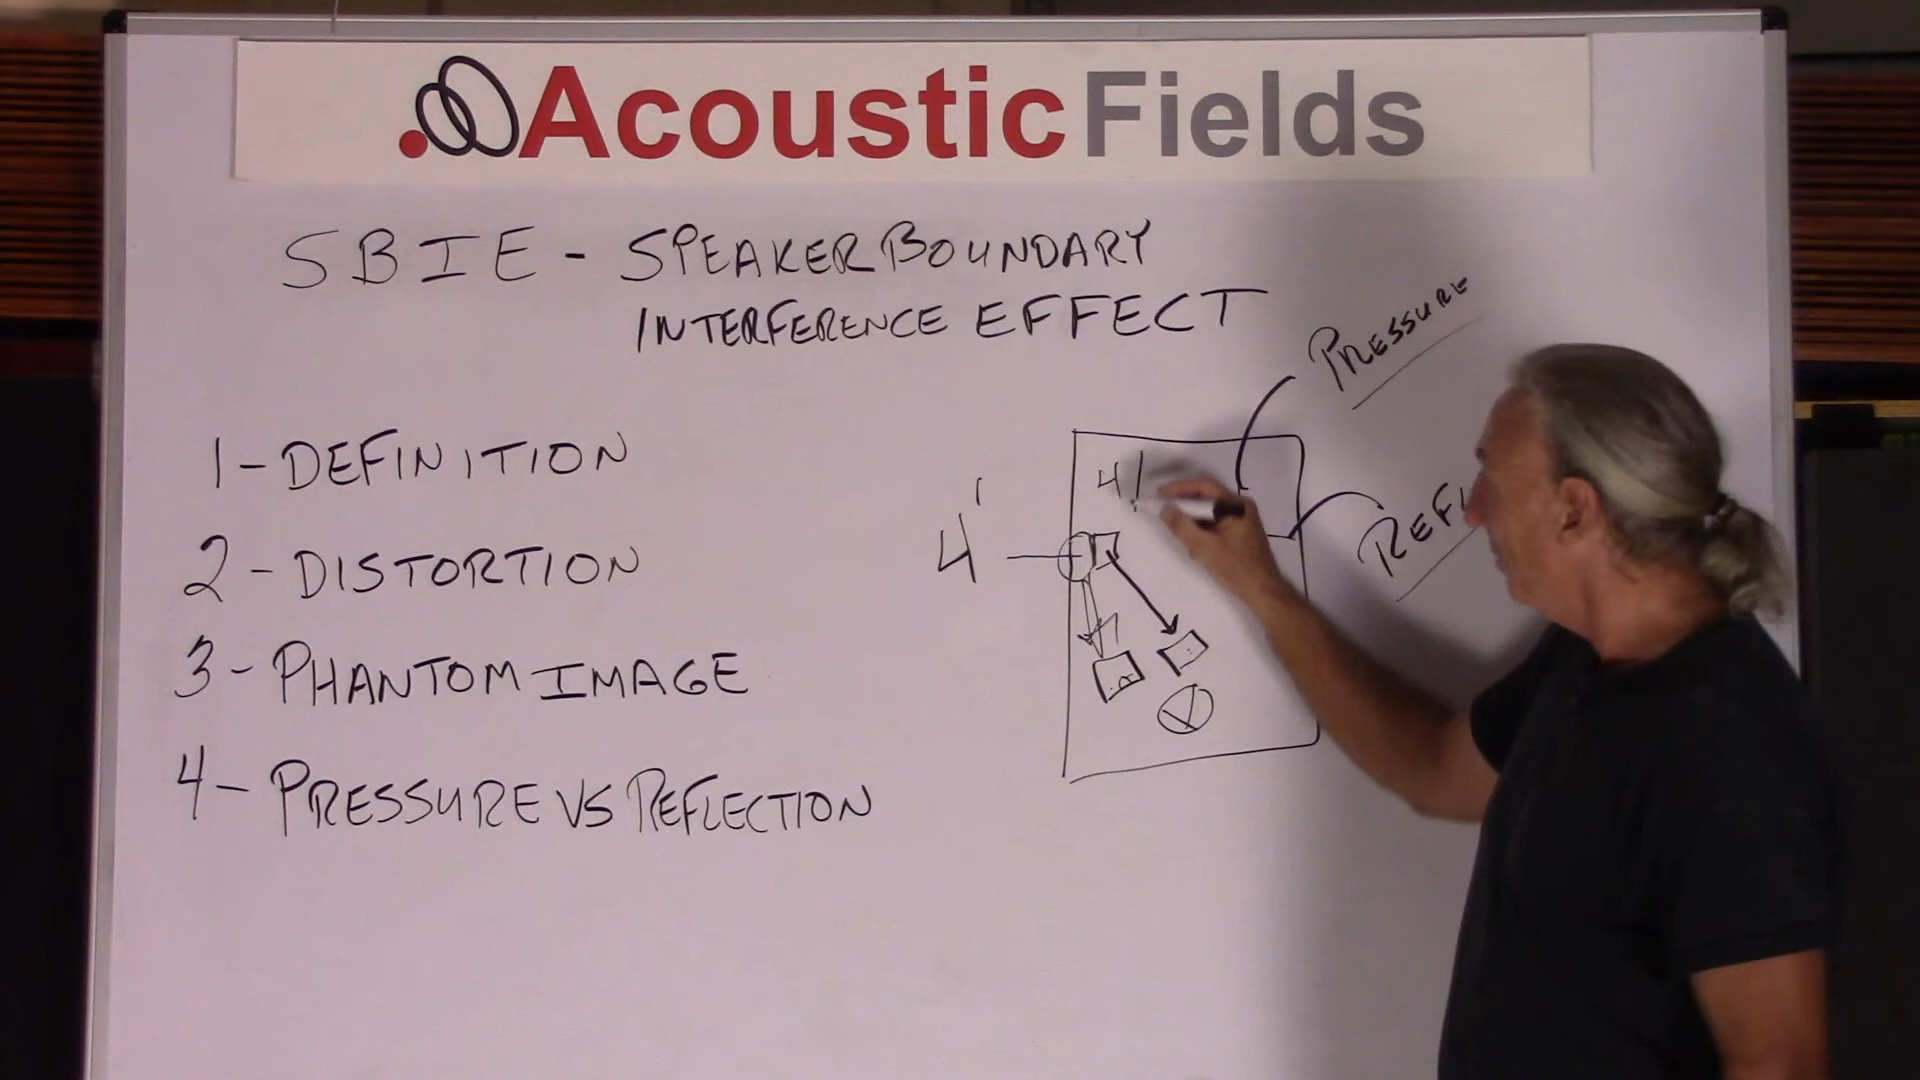 Acoustic Fields
SBIE - SPEAKER BOUNDARY
INTERFERENCE EFFECT
PRESSURE
1 - DEFINITION
4'
4'
2 - DISTORTION
3 - PHANTOM IMAGE
4 - PRESSURE VS REFLECTION